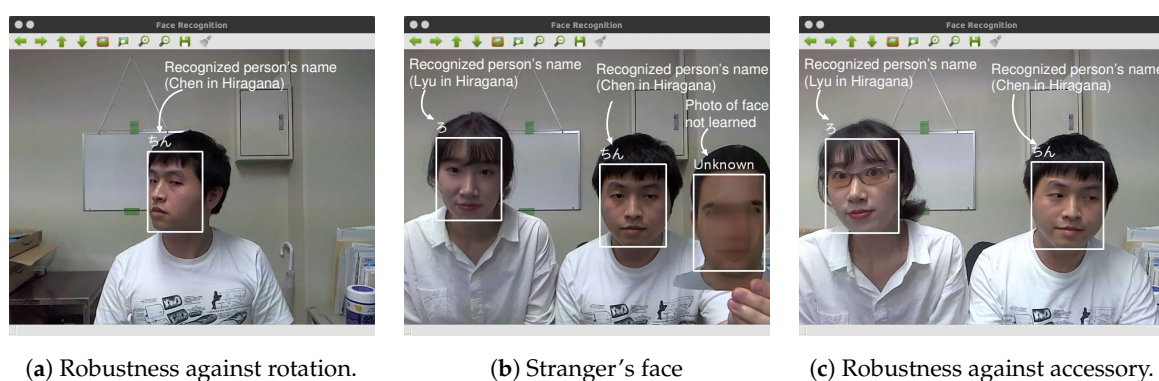 Face Recognition
Recognized person's name
(Chen in Hiragana)
ちん
(a) Robustness against rotation.
Face Recognition
Recognized person's name
(Lyu in Hiragana)
ろ
Recognized person's name
(Chen in Hiragana)
ちん
Photo of face
not learned
Unknown
(b) Stranger's face
Face Recognition
Recognized person's name
(Lyu in Hiragana)
ろ
Recognized person's name
(Chen in Hiragana)
ちん
(c) Robustness against accessory.